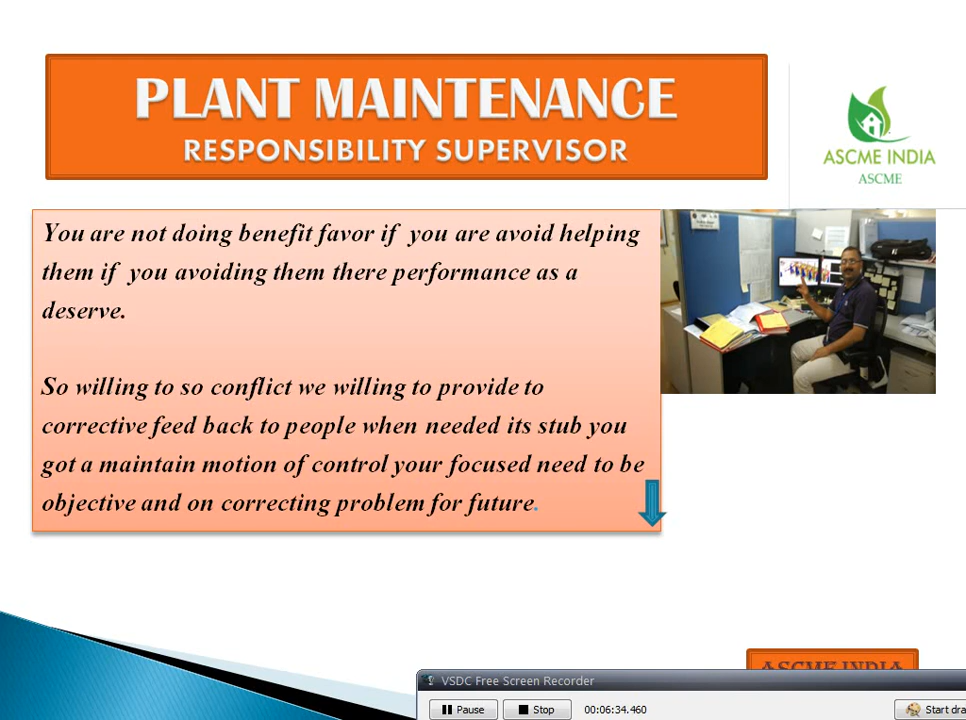 PLANT MAINTENANCE
RESPONSIBILITY SUPERVISOR
ASCME INDIA
ASCME
You are not doing benefit favor if you are avoid helping
them if you avoiding them there performance as a
deserve.
So willing to so conflict we willing to provide to
corrective feed back to people when needed its stub you
got a maintain motion of control your focused need to be
objective and on correcting problem for future.
ASCME INDIA
VSDC Free Screen Recorder
Pause
Stop
00:06:34.460
Start dra